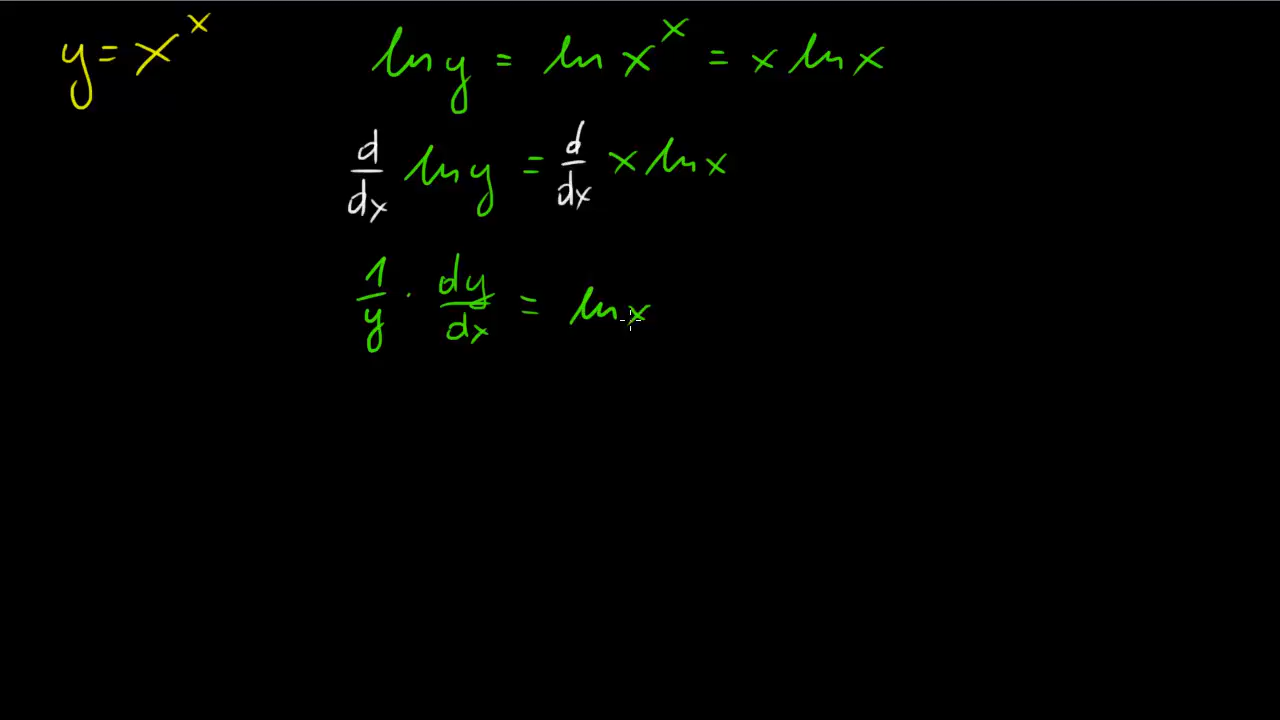 y = x^x    ln y = ln x^x = x ln x
d/dx ln y = d/dx x ln x
1/y · dy/dx = ln x